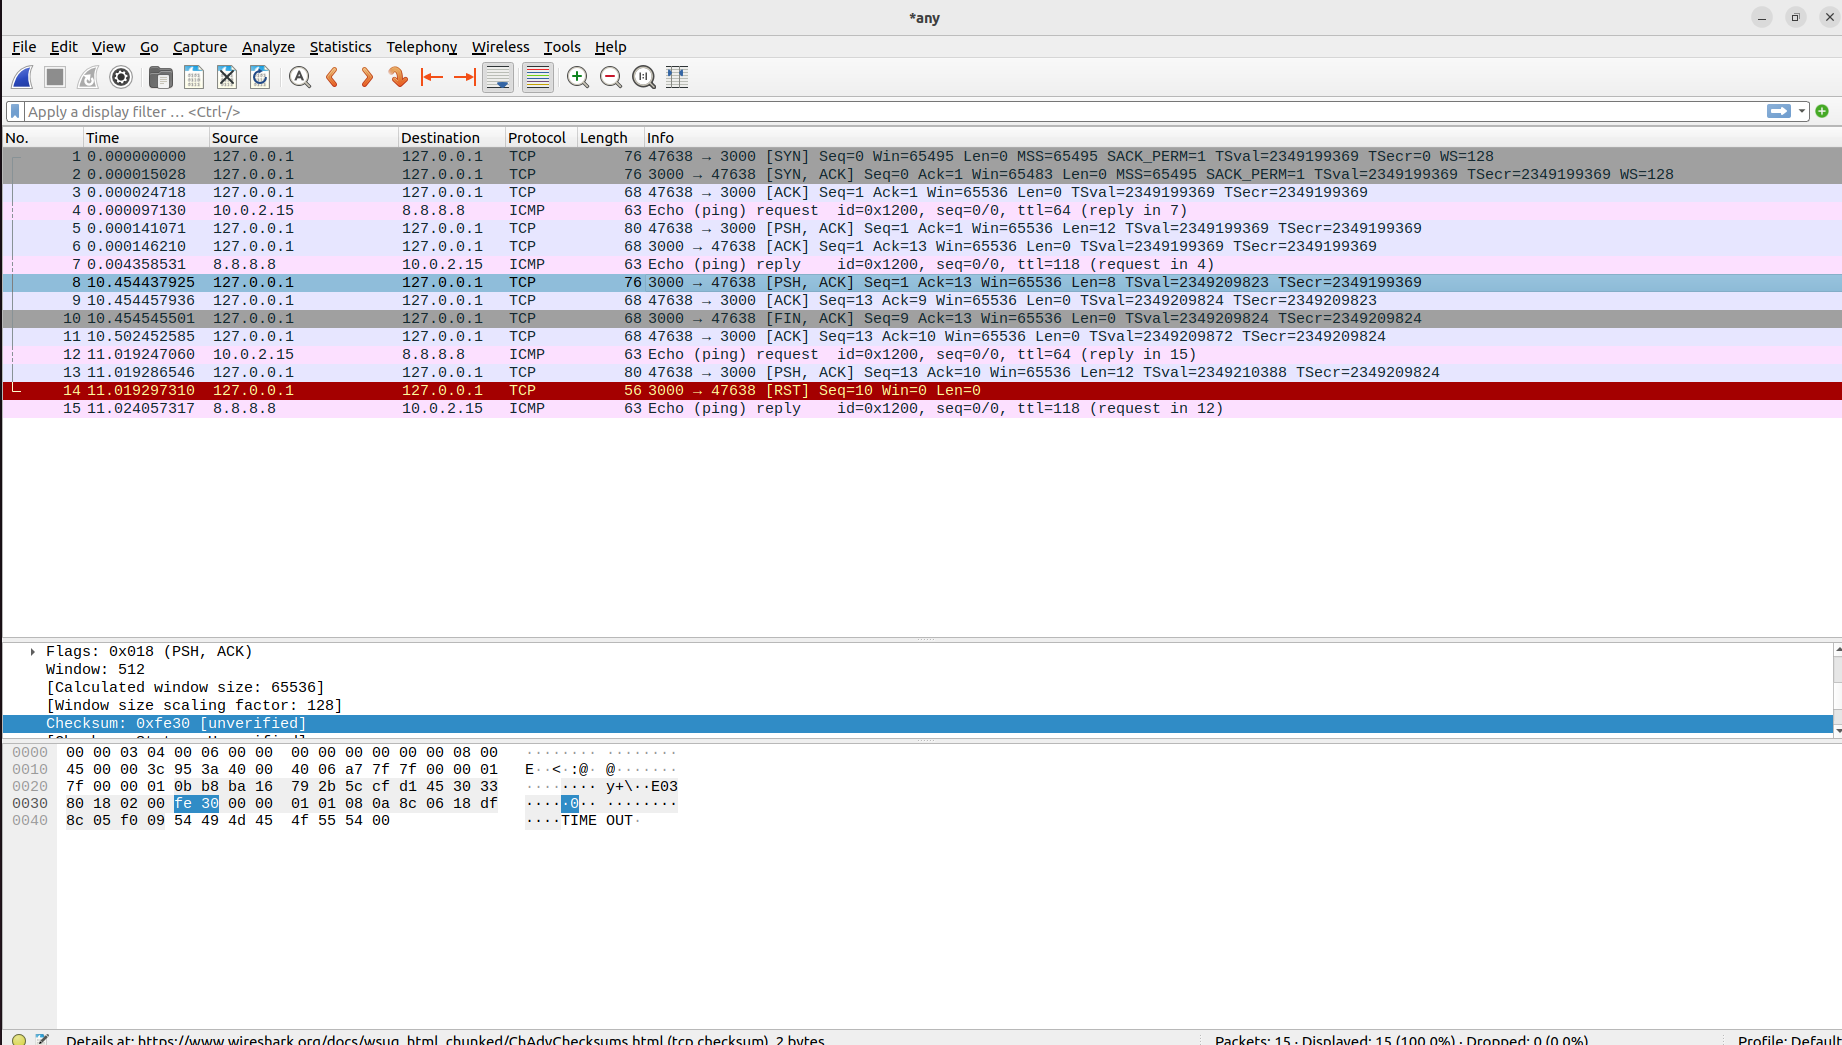 *any
File Edit View Go Capture Analyze Statistics Telephony Wireless Tools Help
Apply a display filter … <Ctrl-/>
No. Time Source Destination Protocol Length Info
1 0.000000000 127.0.0.1 127.0.0.1 TCP 76 47638 → 3000 [SYN] Seq=0 Win=65495 Len=0 MSS=65495 SACK_PERM=1 TSval=2349199369 TSecr=0 WS=128
2 0.000015028 127.0.0.1 127.0.0.1 TCP 76 3000 → 47638 [SYN, ACK] Seq=0 Ack=1 Win=65483 Len=0 MSS=65495 SACK_PERM=1 TSval=2349199369 TSecr=2349199369 WS=128
3 0.000024718 127.0.0.1 127.0.0.1 TCP 68 47638 → 3000 [ACK] Seq=1 Ack=1 Win=65536 Len=0 TSval=2349199369 TSecr=2349199369
4 0.000097130 10.0.2.15 8.8.8.8 ICMP 63 Echo (ping) request id=0x1200, seq=0/0, ttl=64 (reply in 7)
5 0.000141071 127.0.0.1 127.0.0.1 TCP 80 47638 → 3000 [PSH, ACK] Seq=1 Ack=1 Win=65536 Len=12 TSval=2349199369 TSecr=2349199369
6 0.000146210 127.0.0.1 127.0.0.1 TCP 68 3000 → 47638 [ACK] Seq=1 Ack=13 Win=65536 Len=0 TSval=2349199369 TSecr=2349199369
7 0.004358531 8.8.8.8 10.0.2.15 ICMP 63 Echo (ping) reply id=0x1200, seq=0/0, ttl=118 (request in 4)
8 10.454437925 127.0.0.1 127.0.0.1 TCP 76 3000 → 47638 [PSH, ACK] Seq=1 Ack=13 Win=65536 Len=8 TSval=2349209823 TSecr=2349199369
9 10.454457936 127.0.0.1 127.0.0.1 TCP 68 47638 → 3000 [ACK] Seq=13 Ack=9 Win=65536 Len=0 TSval=2349209824 TSecr=2349209823
10 10.454545501 127.0.0.1 127.0.0.1 TCP 68 3000 → 47638 [FIN, ACK] Seq=9 Ack=13 Win=65536 Len=0 TSval=2349209824 TSecr=2349209824
11 10.502452585 127.0.0.1 127.0.0.1 TCP 68 47638 → 3000 [ACK] Seq=13 Ack=10 Win=65536 Len=0 TSval=2349209872 TSecr=2349209824
12 11.019247060 10.0.2.15 8.8.8.8 ICMP 63 Echo (ping) request id=0x1200, seq=0/0, ttl=64 (reply in 15)
13 11.019286546 127.0.0.1 127.0.0.1 TCP 80 47638 → 3000 [PSH, ACK] Seq=13 Ack=10 Win=65536 Len=12 TSval=2349210388 TSecr=2349209824
14 11.019297310 127.0.0.1 127.0.0.1 TCP 56 3000 → 47638 [RST] Seq=10 Win=0 Len=0
15 11.024057317 8.8.8.8 10.0.2.15 ICMP 63 Echo (ping) reply id=0x1200, seq=0/0, ttl=118 (request in 12)
Flags: 0x018 (PSH, ACK)
Window: 512
[Calculated window size: 65536]
[Window size scaling factor: 128]
Checksum: 0xfe30 [unverified]
0000 00 00 03 04 00 06 00 00 00 00 00 00 00 00 08 00 ········ ········
0010 45 00 00 3c 95 3a 40 00 40 06 a7 7f 7f 00 00 01 E··<·:@· @·······
0020 7f 00 00 01 0b b8 ba 16 79 2b 5c cf d1 45 30 33 ········ y+\··E03
0030 80 18 02 00 fe 30 00 00 01 01 08 0a 8c 06 18 df ·····0·· ········
0040 8c 05 f0 09 54 49 4d 45 4f 55 54 00 ····TIME OUT·
Details at: https://www.wireshark.org/docs/wsug_html_chunked/ChAdvChecksums.html (tcp.checksum), 2 bytes
Packets: 15 · Displayed: 15 (100.0%) · Dropped: 0 (0.0%)
Profile: Default